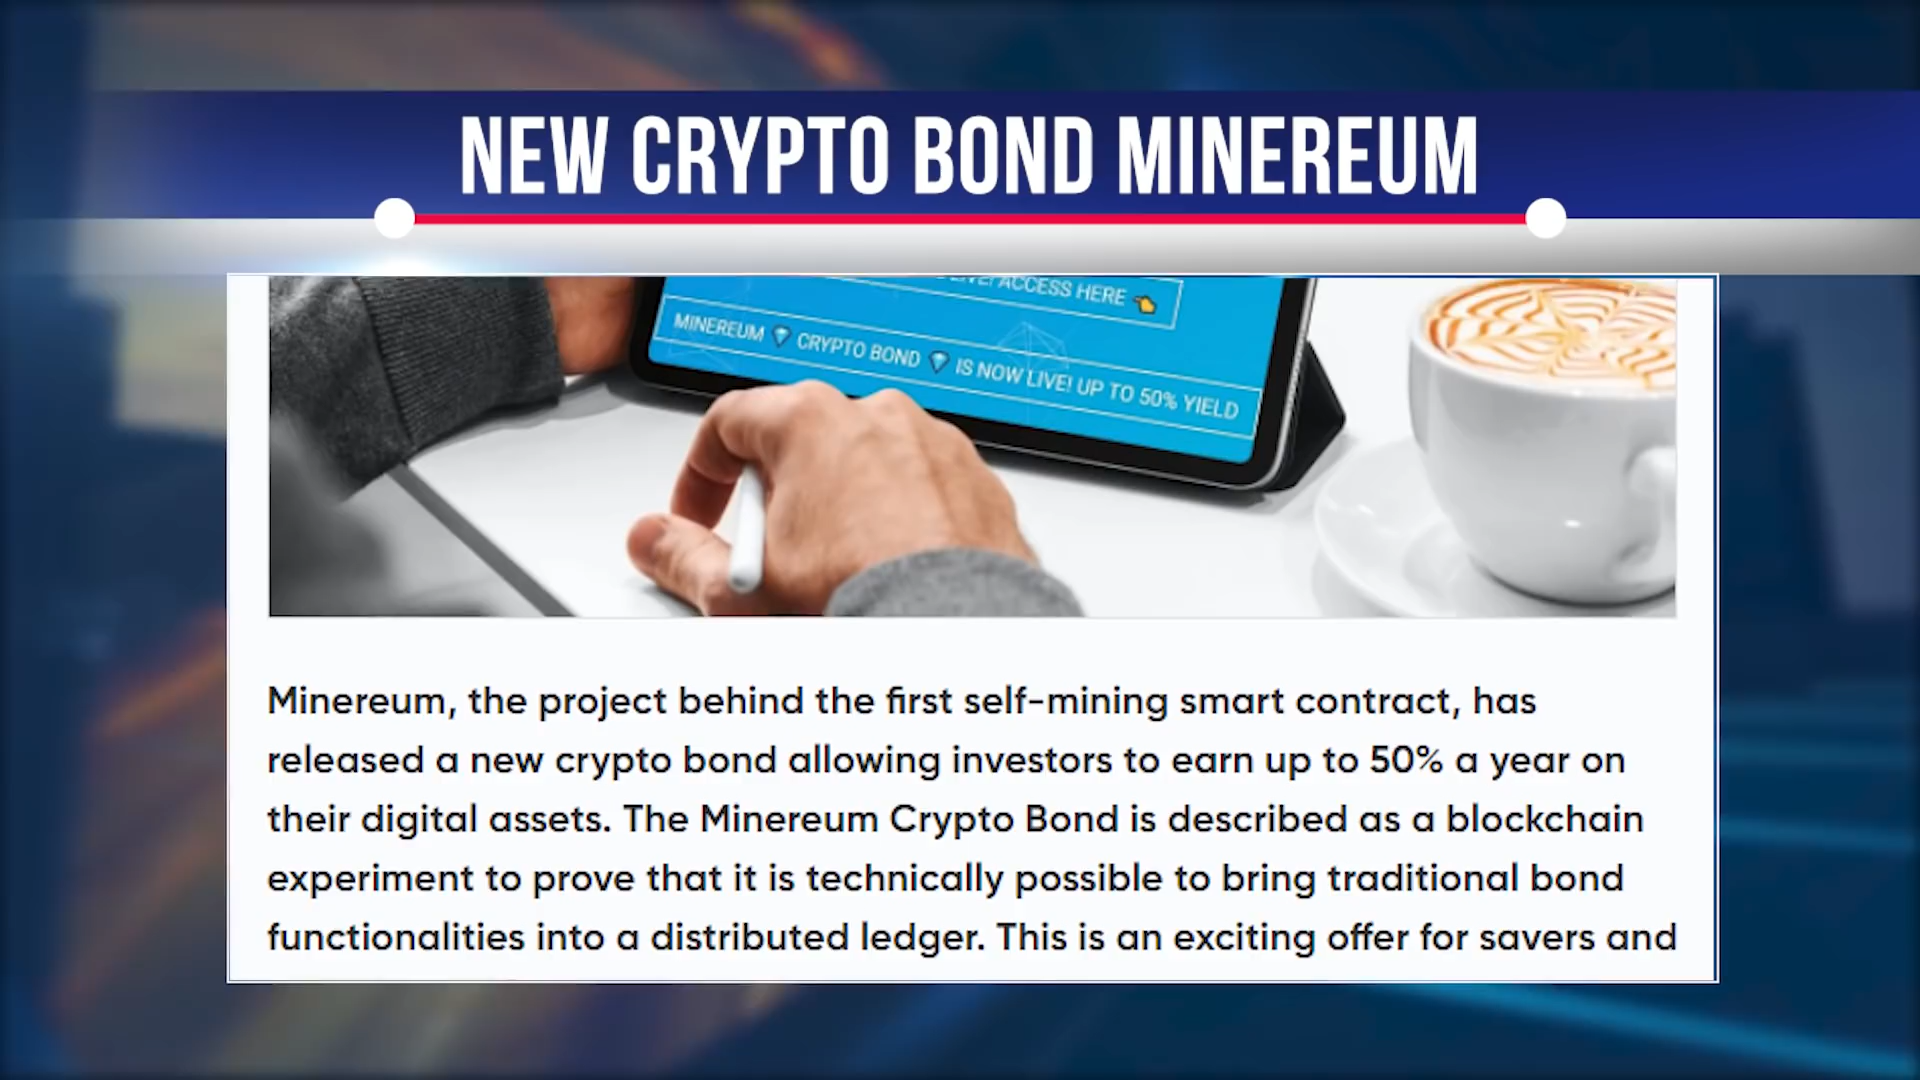 NEW CRYPTO BOND MINEREUM
ACCESS HERE
MINEREUM CRYPTO BOND IS NOW LIVE! UP TO 50% YIELD
Minereum, the project behind the first self-mining smart contract, has
released a new crypto bond allowing investors to earn up to 50% a year on
their digital assets. The Minereum Crypto Bond is described as a blockchain
experiment to prove that it is technically possible to bring traditional bond
functionalities into a distributed ledger. This is an exciting offer for savers and